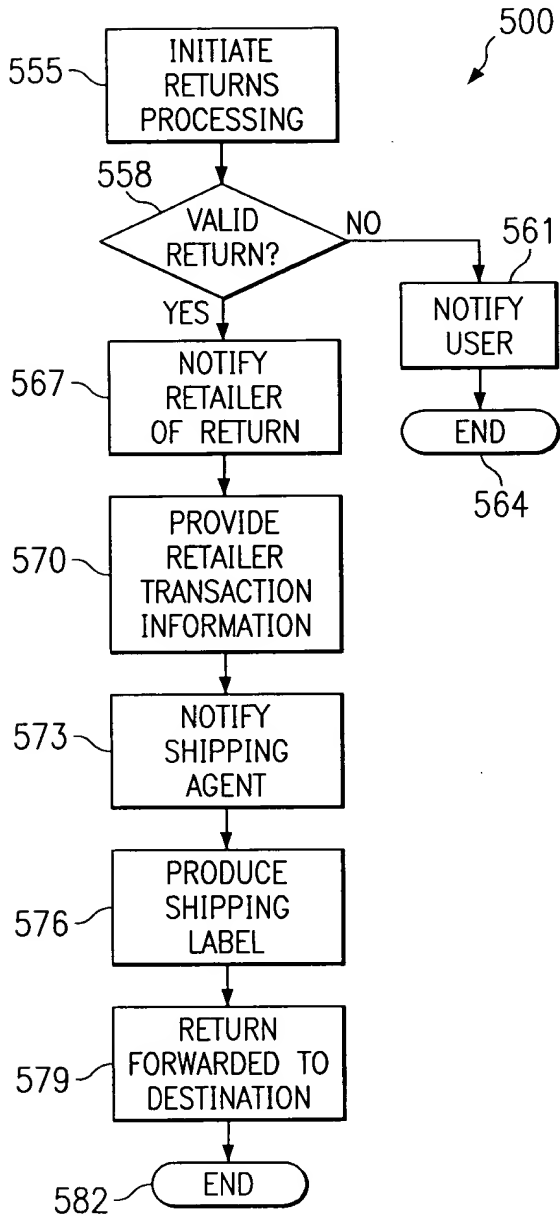 500
555
INITIATE
RETURNS
PROCESSING
558
VALID
RETURN?
NO
561
NOTIFY
USER
END
564
YES
567
NOTIFY
RETAILER
OF RETURN
570
PROVIDE
RETAILER
TRANSACTION
INFORMATION
573
NOTIFY
SHIPPING
AGENT
576
PRODUCE
SHIPPING
LABEL
579
RETURN
FORWARDED TO
DESTINATION
582
END